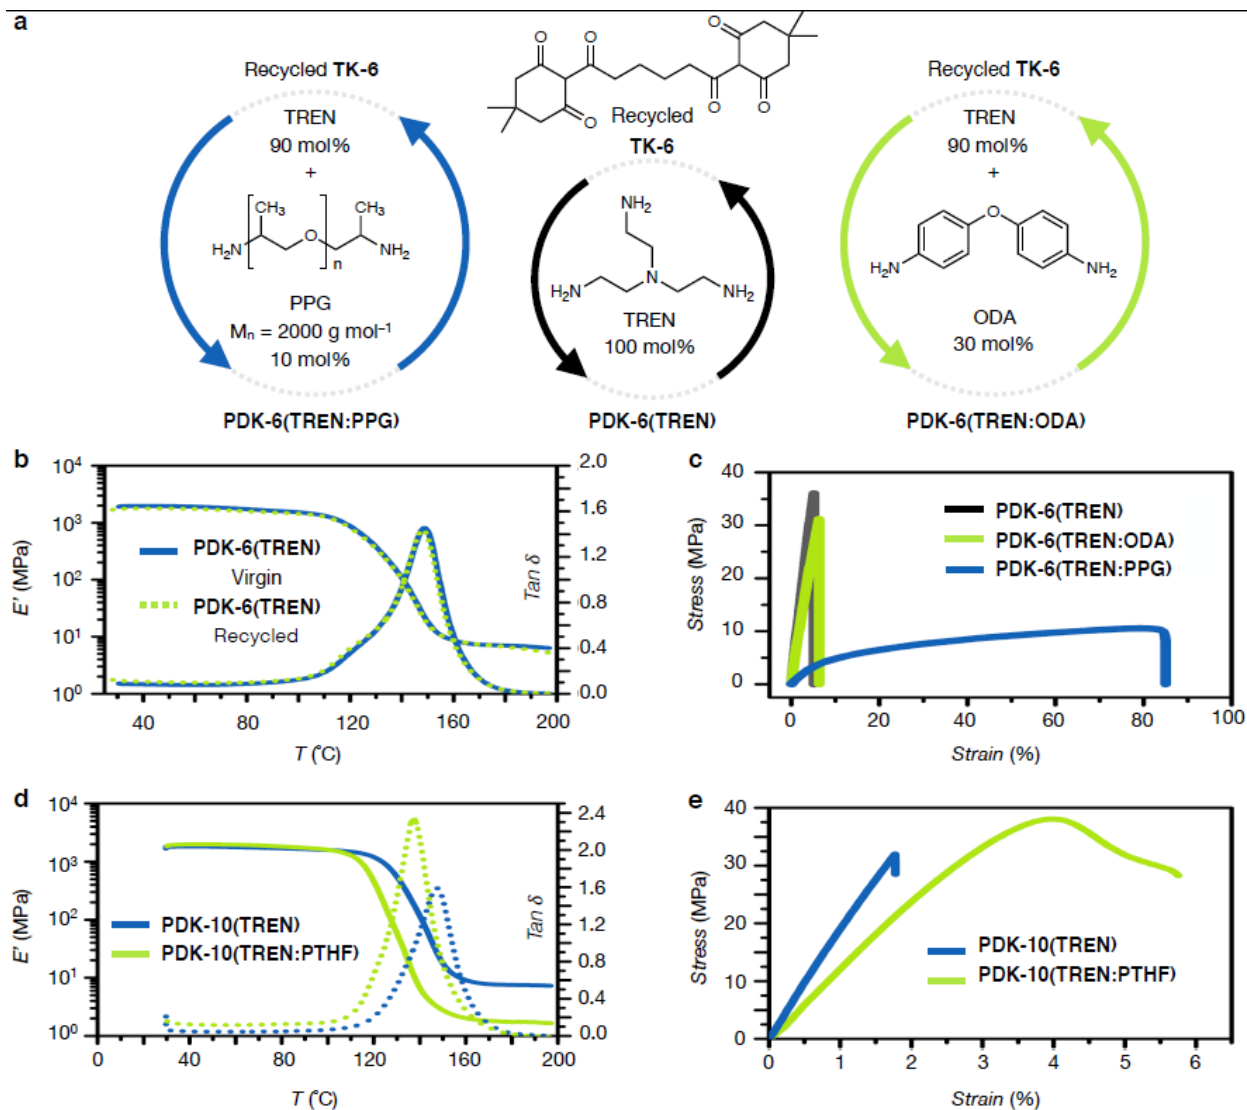 a
Recycled TK-6
TREN
90 mol%
+
CH₃
CH₃
O
H₂N
NH₂
n
PPG
Mₙ = 2000 g mol⁻¹
10 mol%
PDK-6(TREN:PPG)
O
O
O
O
O
O
Recycled
TK-6
NH₂
N
H₂N
NH₂
TREN
100 mol%
PDK-6(TREN)
Recycled TK-6
TREN
90 mol%
+
O
H₂N
NH₂
ODA
30 mol%
PDK-6(TREN:ODA)
b
10⁴
10³
10²
10¹
10⁰
E' (MPa)
2.0
1.6
1.2
0.8
0.4
0.0
Tan δ
PDK-6(TREN)
Virgin
PDK-6(TREN)
Recycled
40 80 120 160 200
T (°C)
c
40
30
20
10
0
Stress (MPa)
PDK-6(TREN)
PDK-6(TREN:ODA)
PDK-6(TREN:PPG)
0 20 40 60 80 100
Strain (%)
d
10⁴
10³
10²
10¹
10⁰
E' (MPa)
2.4
2.0
1.6
1.2
0.8
0.4
0.0
Tan δ
PDK-10(TREN)
PDK-10(TREN:PTHF)
0 40 80 120 160 200
T (°C)
e
40
30
20
10
0
Stress (MPa)
PDK-10(TREN)
PDK-10(TREN:PTHF)
0 1 2 3 4 5 6
Strain (%)